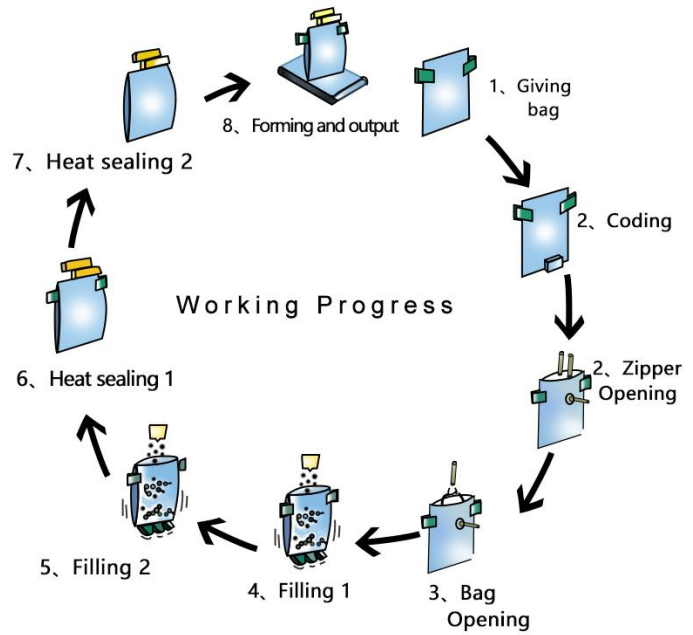 1、Giving
bag
2、Coding
2、Zipper
Opening
3、Bag
Opening
4、Filling 1
5、Filling 2
6、Heat sealing 1
7、Heat sealing 2
8、Forming and output
Working Progress